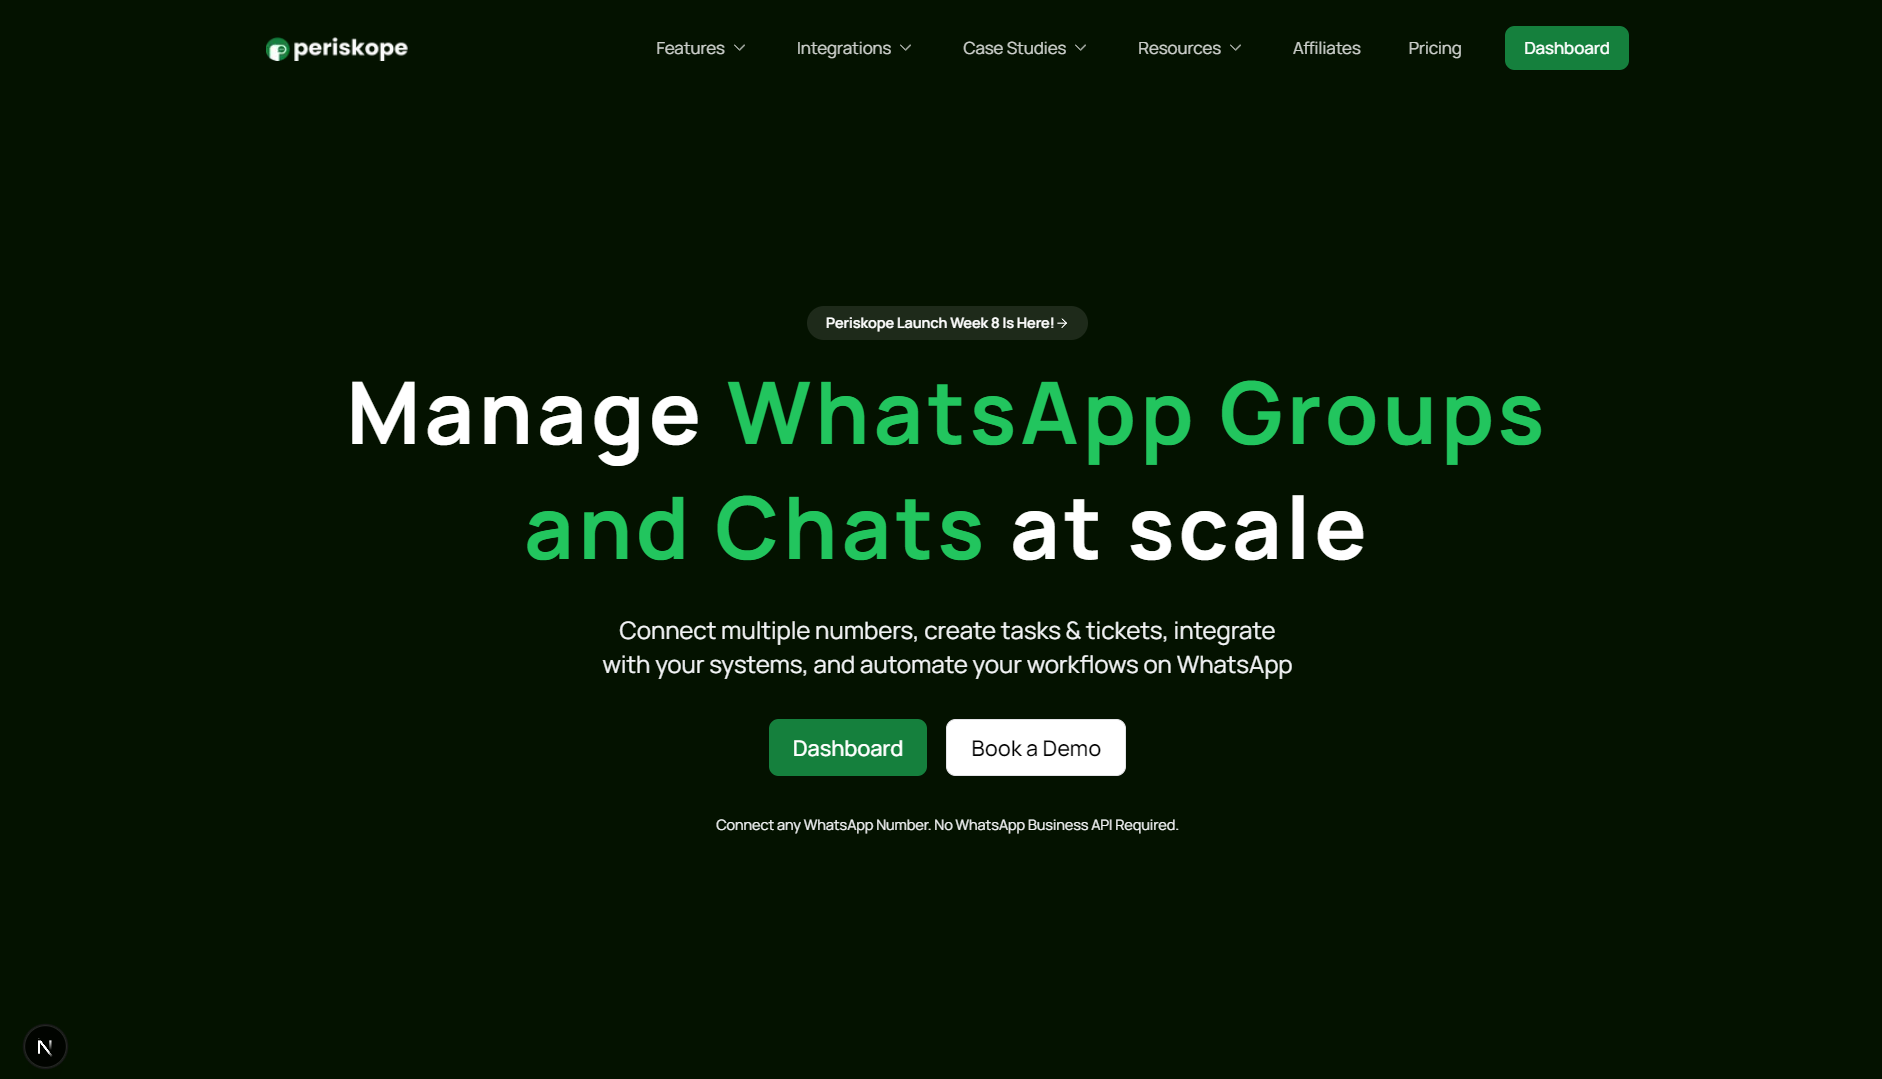 periskope
Features
Integrations
Case Studies
Resources
Affiliates
Pricing
Dashboard
Periskope Launch Week 8 Is Here!→
Manage WhatsApp Groups
and Chats at scale
Connect multiple numbers, create tasks & tickets, integrate
with your systems, and automate your workflows on WhatsApp
Dashboard
Book a Demo
Connect any WhatsApp Number. No WhatsApp Business API Required.
N